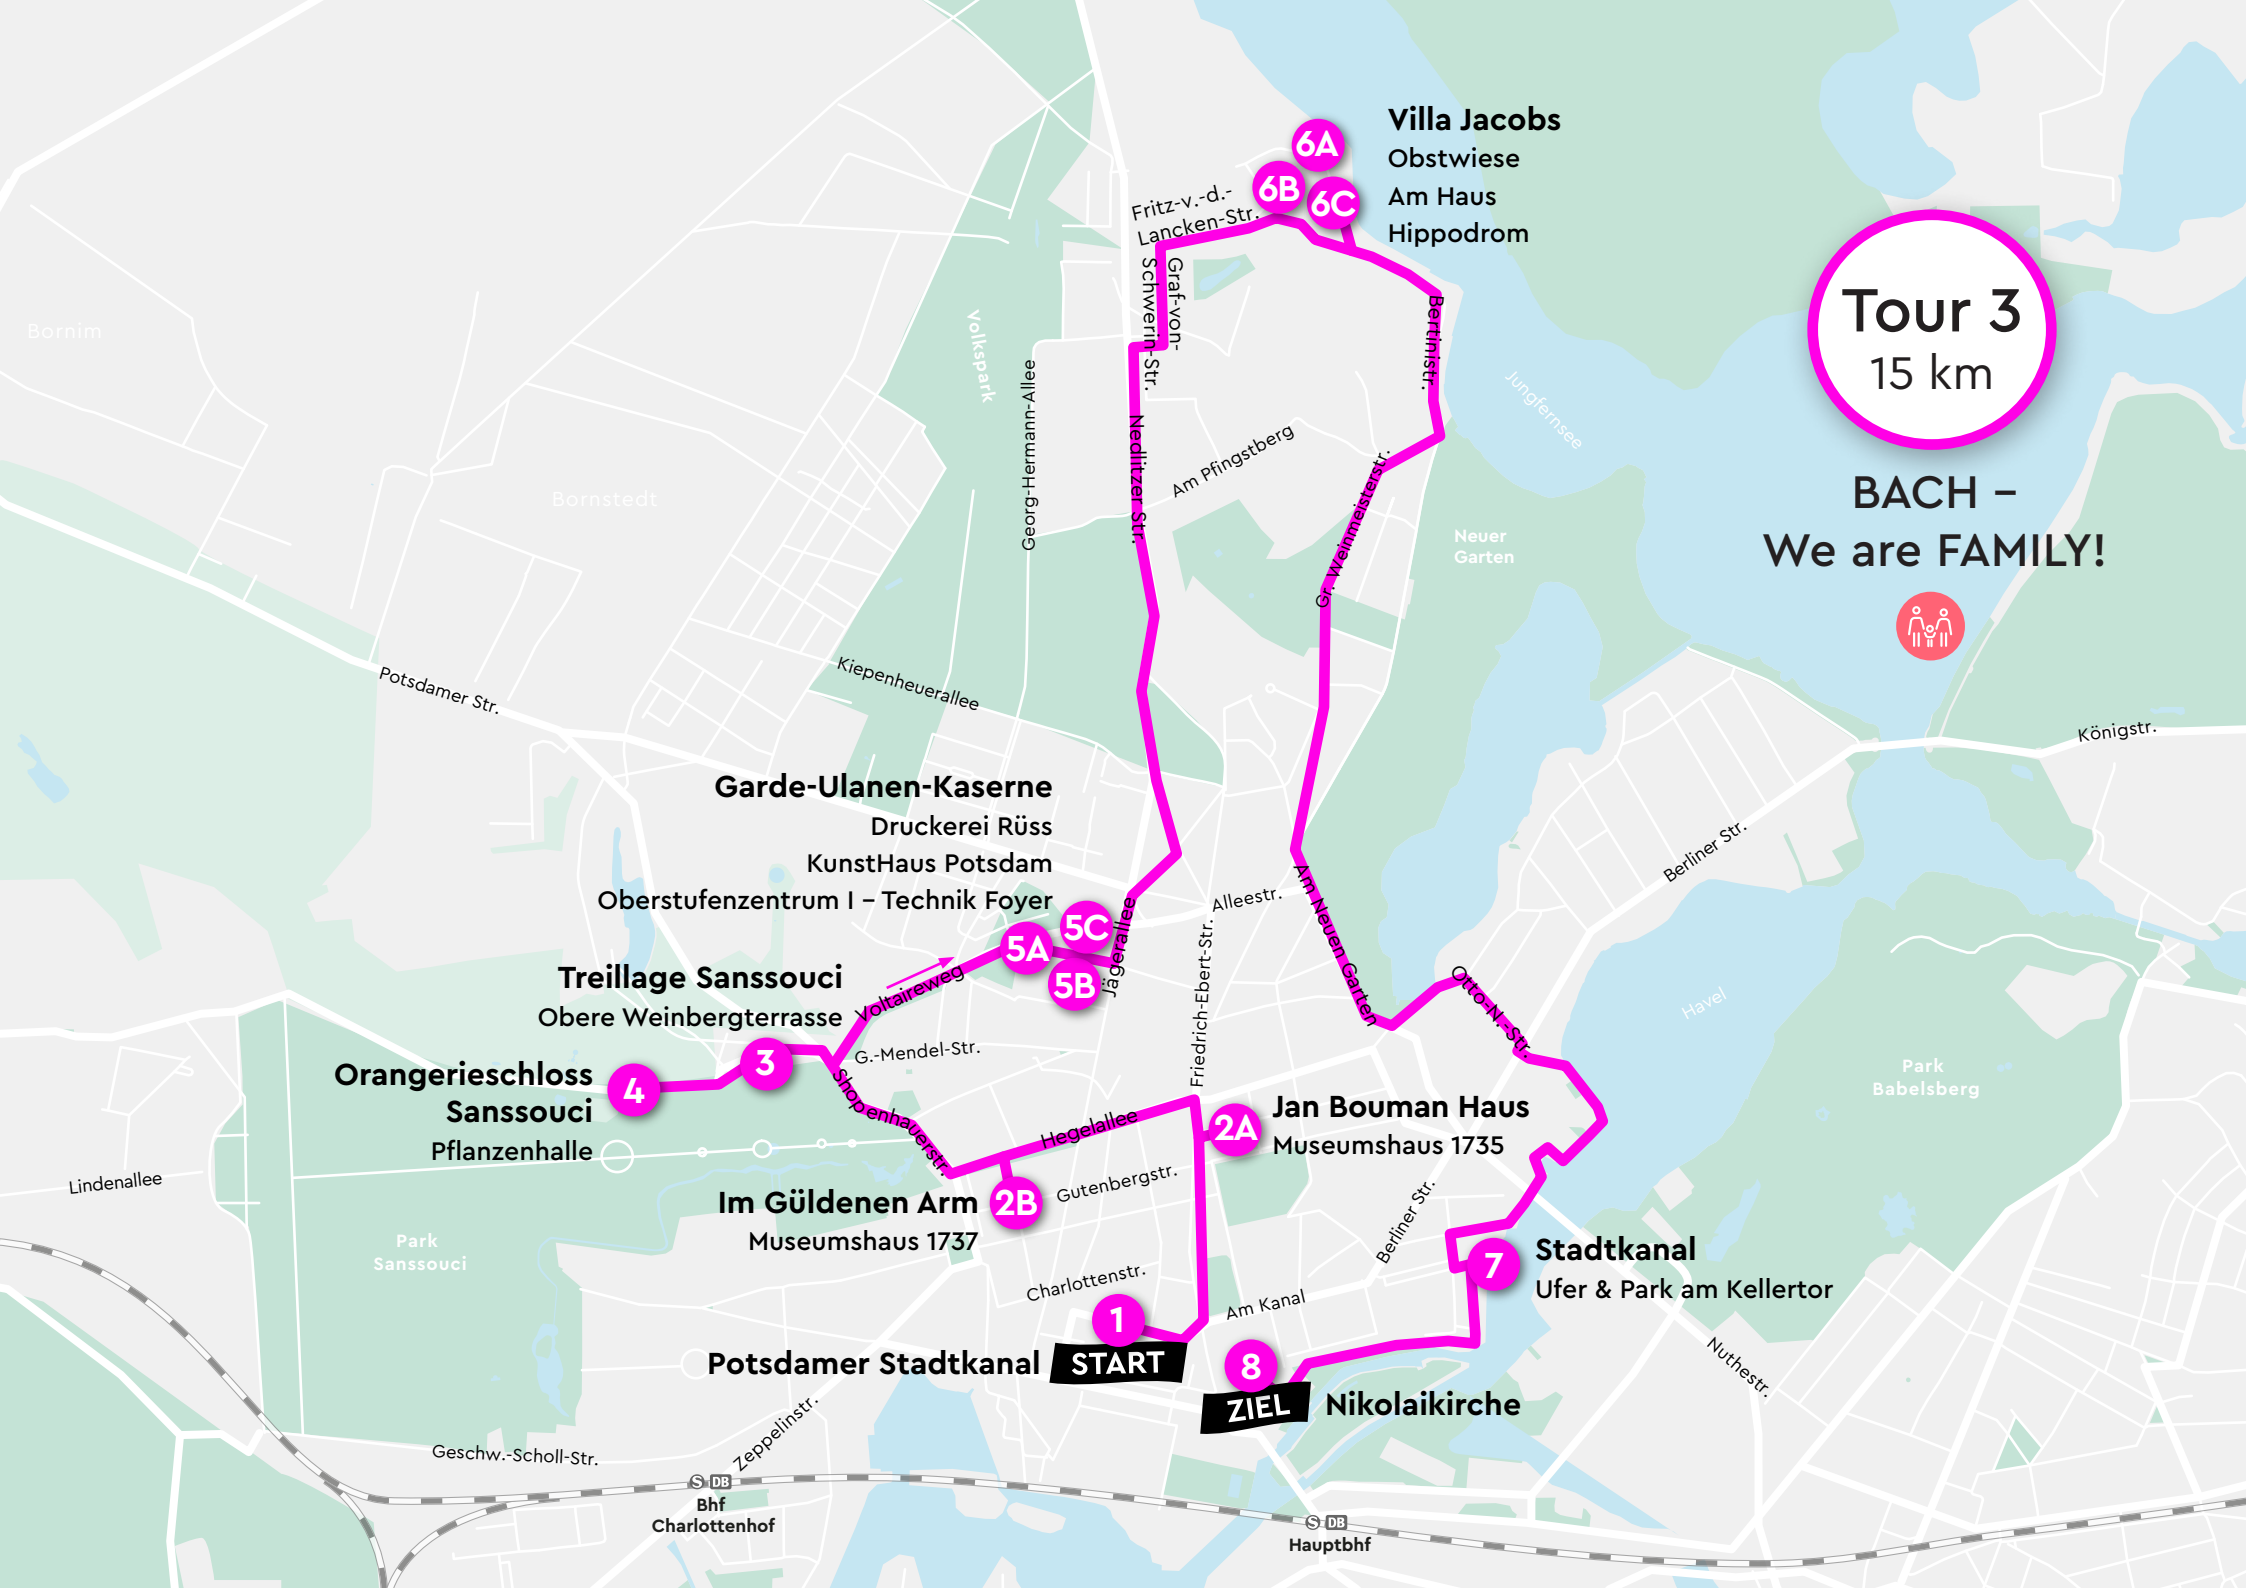 Tour 3
15 km
BACH –
We are FAMILY!
6A
6B
6C
Villa Jacobs
Obstwiese
Am Haus
Hippodrom
Fritz-v.-d.-
Lancken-Str.
Graf-von-
Schwerin-Str.
Bertinistr.
Bornim
Volkspark
Georg-Hermann-Allee
Nedlitzer Str.
Am Pfingstberg
Gr. Weinmeisterstr.
Jungfernsee
Neuer
Garten
Bornstedt
Potsdamer Str.
Kiepenheuerallee
Königstr.
Berliner Str.
Garde-Ulanen-Kaserne
Druckerei Rüss
KunstHaus Potsdam
Oberstufenzentrum I – Technik Foyer
5A
5C
5B
Jägerallee
Alleestr.
Friedrich-Ebert-Str.
Am Neuen Garten
Otto-N.-Str.
Havel
Park
Babelsberg
Treillage Sanssouci
Obere Weinbergterrasse
Voltaireweg
G.-Mendel-Str.
3
Orangerieschloss
Sanssouci
Pflanzenhalle
4
Shopenhauerstr.
Hegelallee
2A
Jan Bouman Haus
Museumshaus 1735
Gutenbergstr.
Im Güldenen Arm
Museumshaus 1737
2B
Lindenallee
Park
Sanssouci
Berliner Str.
7
Stadtkanal
Ufer & Park am Kellertor
Charlottenstr.
Am Kanal
1
Potsdamer Stadtkanal
START
8
ZIEL
Nikolaikirche
Nuthestr.
Zeppelinstr.
Geschw.-Scholl-Str.
S DB
Bhf
Charlottenhof
S DB
Hauptbhf